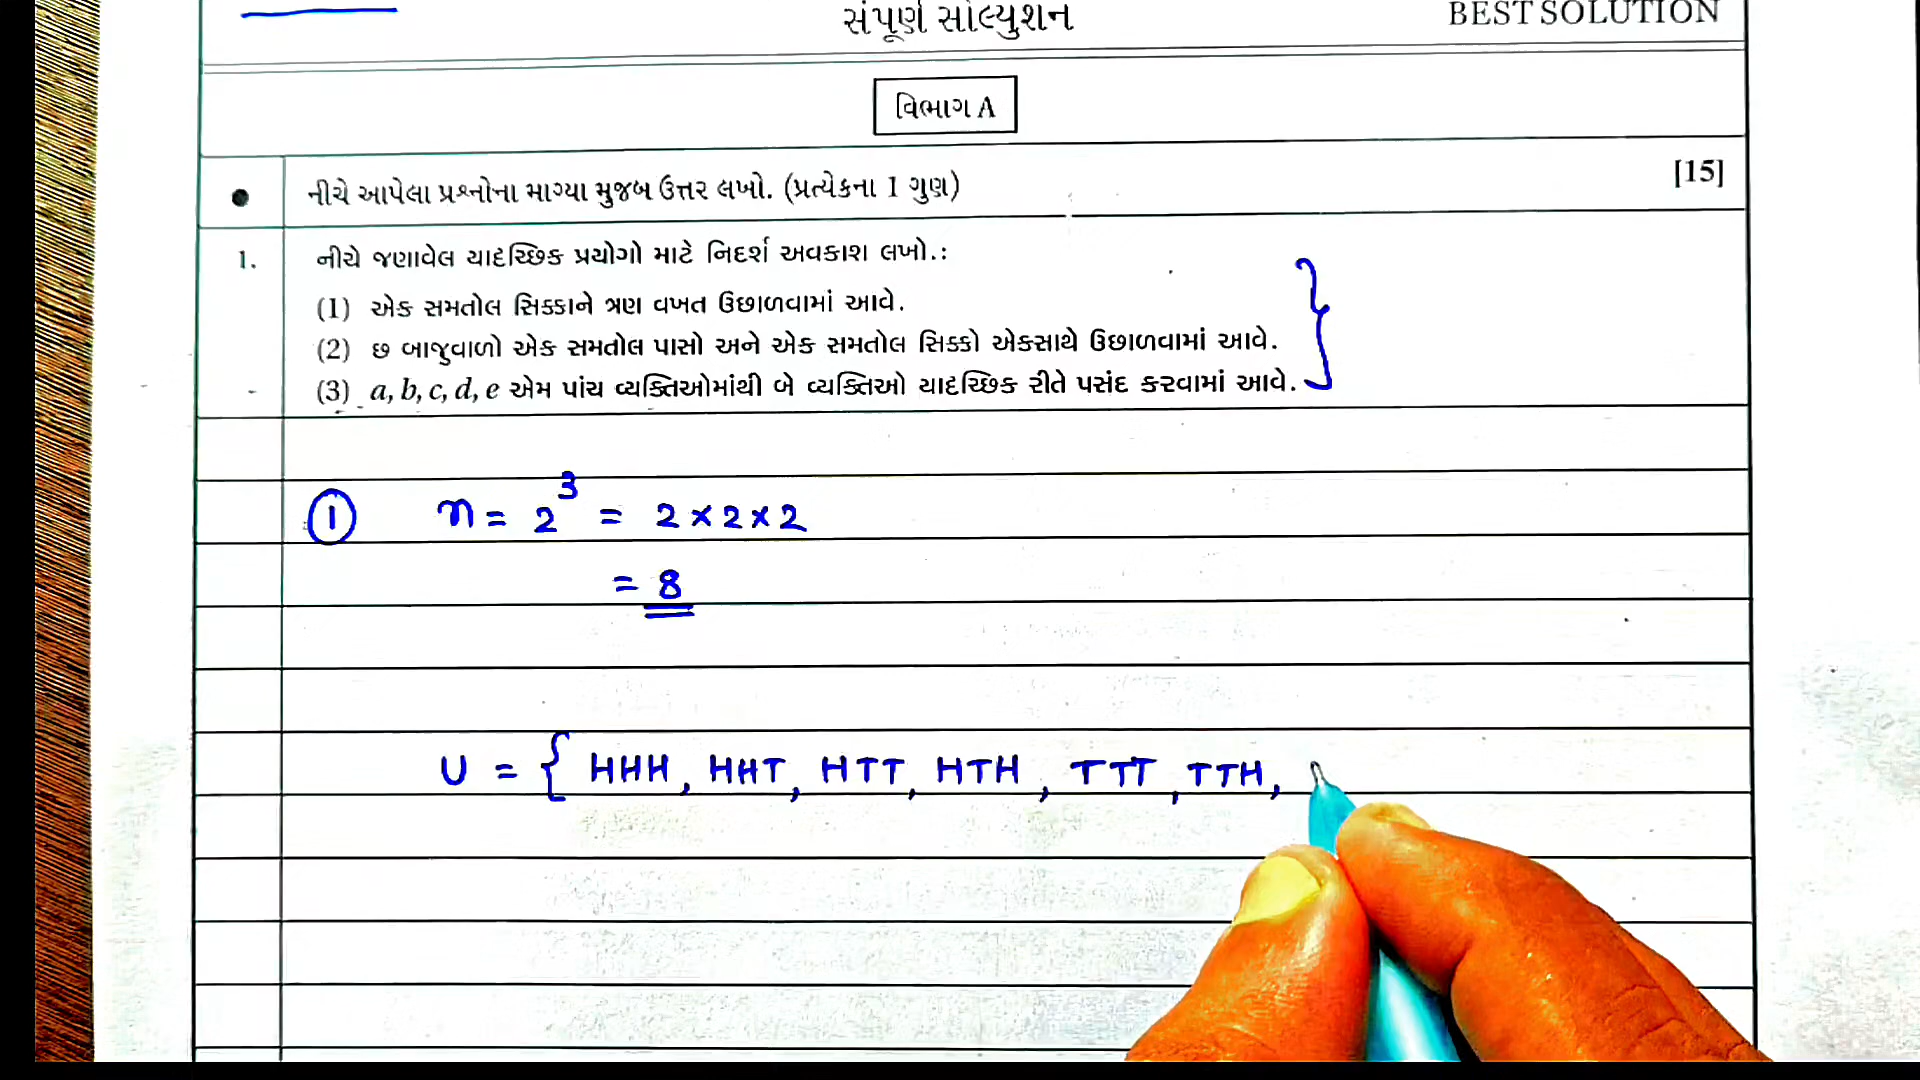 સંપૂર્ણ સોલ્યુશન BEST SOLUTION
વિભાગ A
● નીચે આપેલા પ્રશ્નોના માગ્યા મુજબ ઉત્તર લખો. (પ્રત્યેકના 1 ગુણ) [15]
1. નીચે જણાવેલ યાદચ્છિક પ્રયોગો માટે નિદર્શ અવકાશ લખો.:
(1) એક સમતોલ સિક્કાને ત્રણ વખત ઉછાળવામાં આવે.
(2) છ બાજુવાળો એક સમતોલ પાસો અને એક સમતોલ સિક્કો એકસાથે ઉછાળવામાં આવે.
(3) a, b, c, d, e એમ પાંચ વ્યક્તિઓમાંથી બે વ્યક્તિઓ યાદચ્છિક રીતે પસંદ કરવામાં આવે.
① n = 2³ = 2 × 2 × 2
= 8
U = { HHH, HHT, HTT, HTH, TTT, TTH,